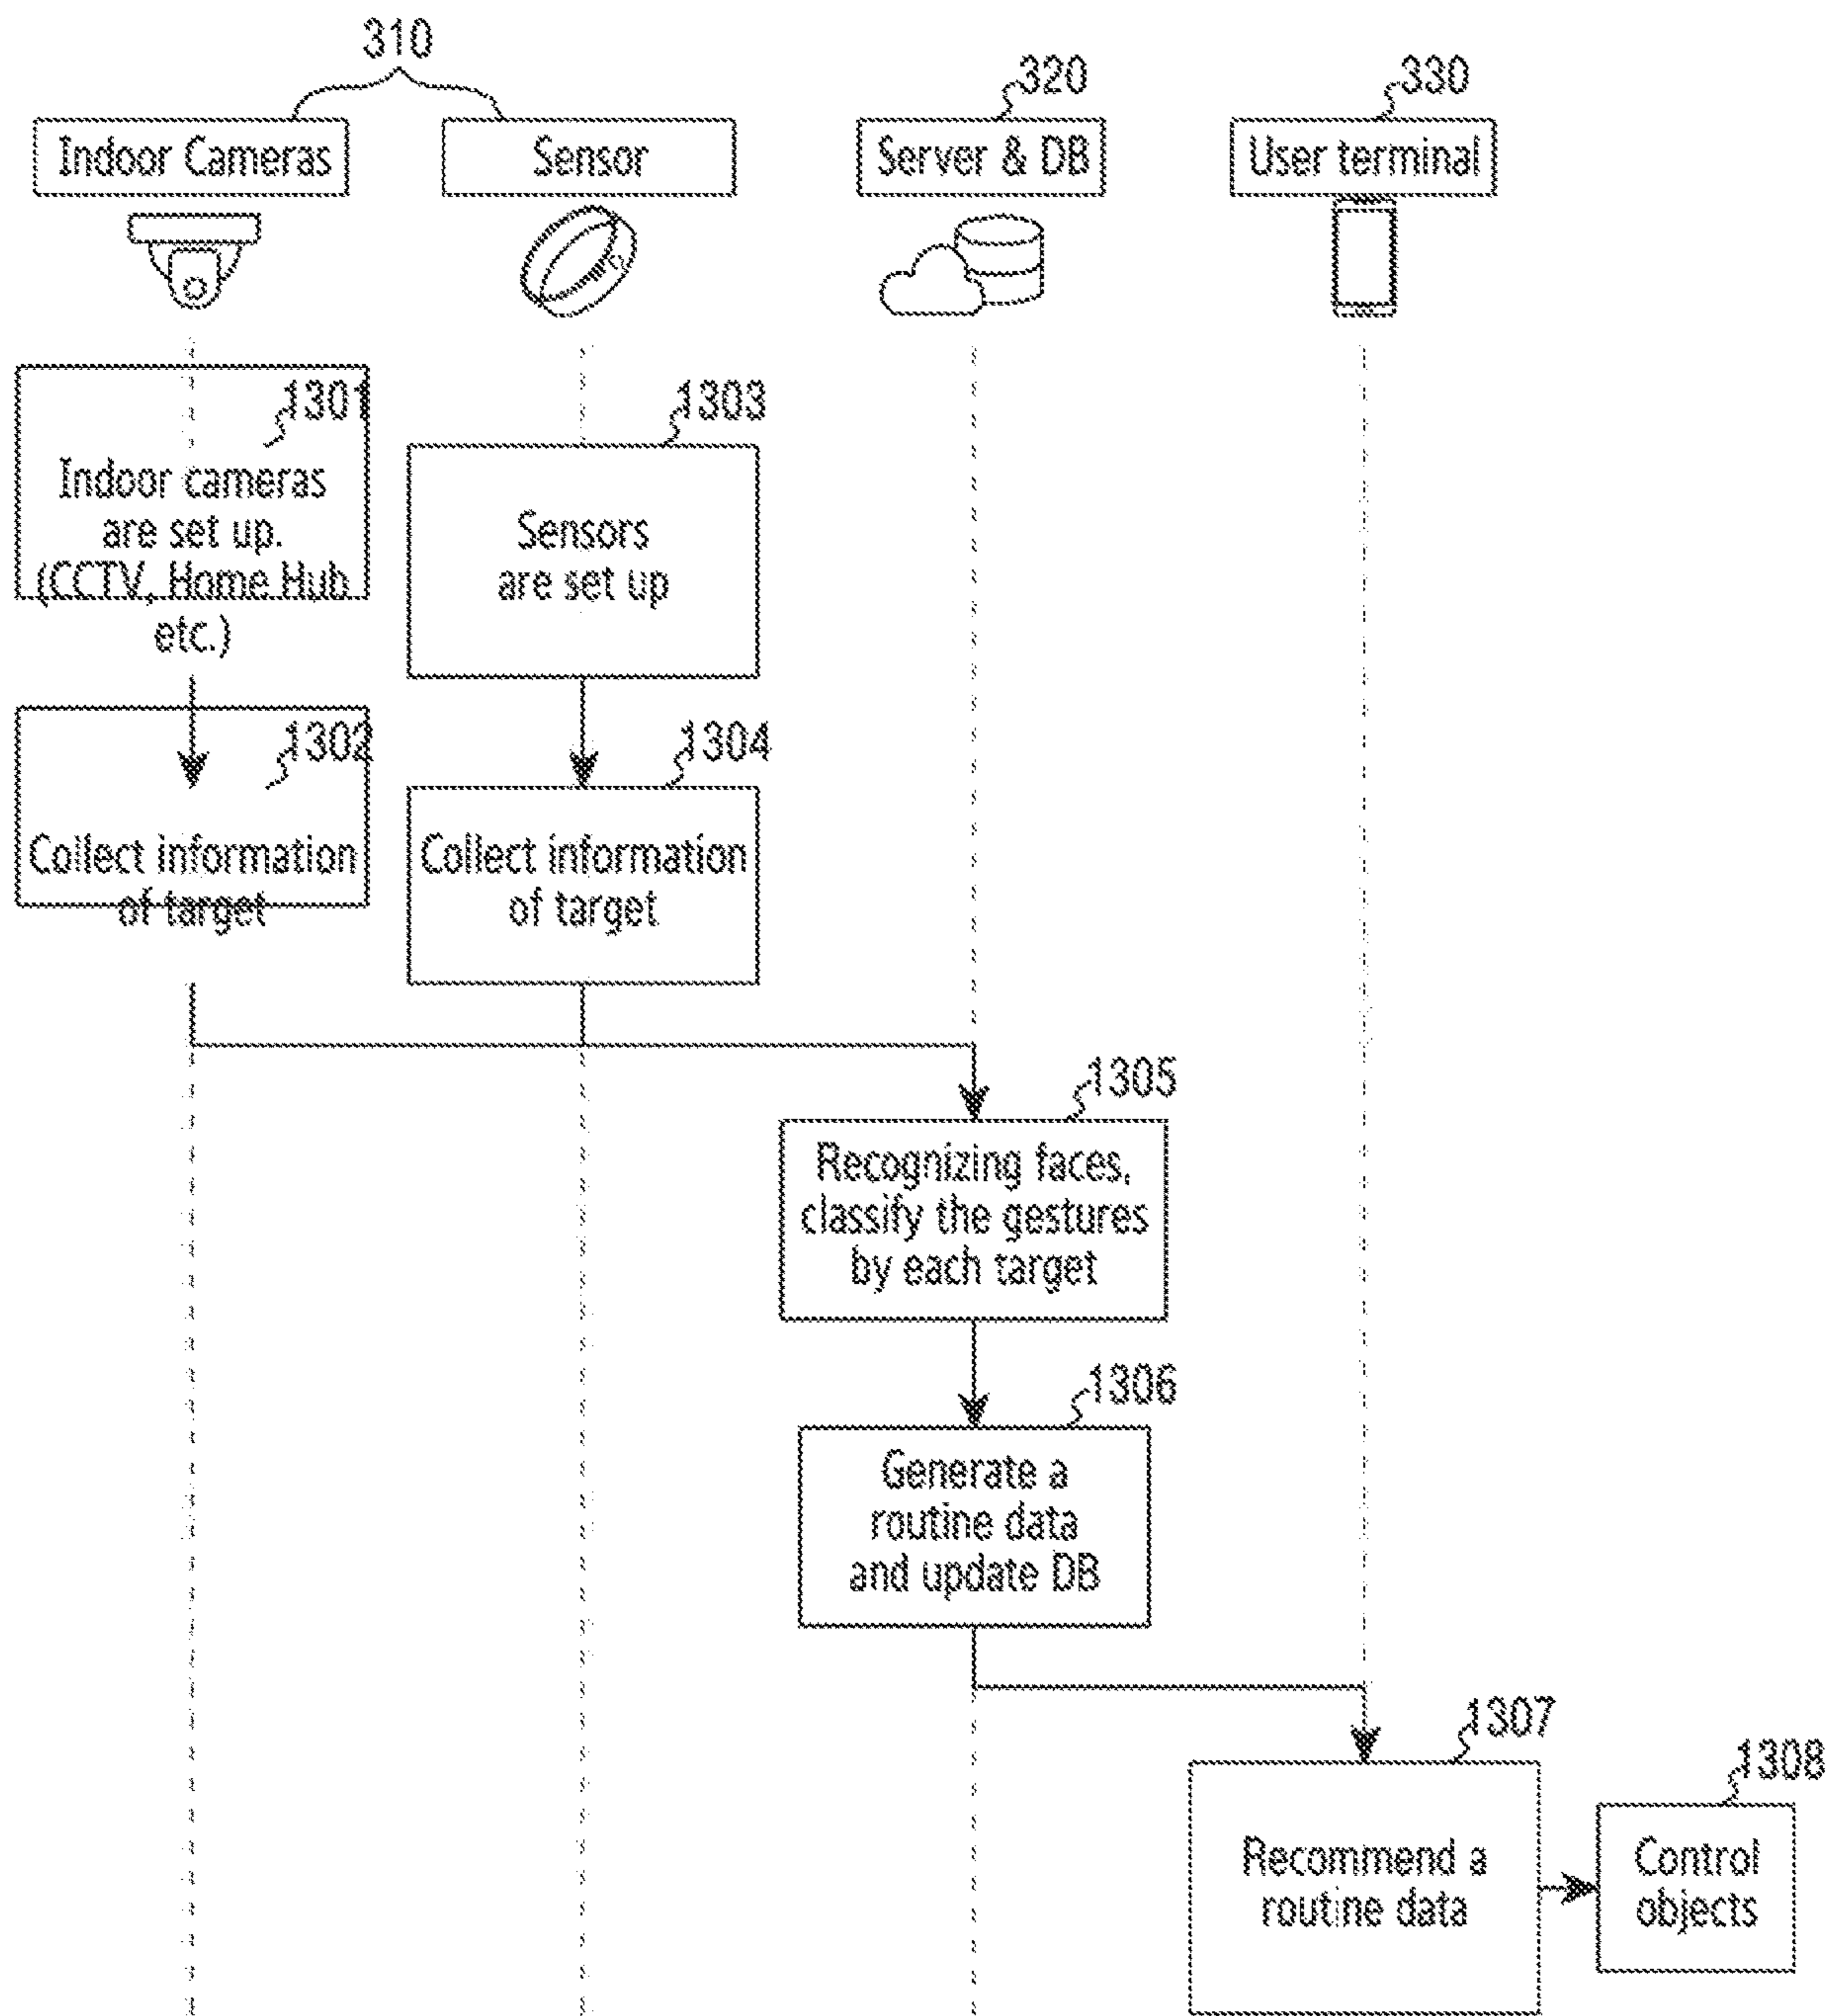 310
320
330
Indoor Cameras
Sensor
Server & DB
User terminal
1301
Indoor cameras
are set up.
(CCTV, Home Hub
etc.)
1303
Sensors
are set up
1302
Collect information
of target
1304
Collect information
of target
1305
Recognizing faces,
classify the gestures
by each target
1306
Generate a
routine data
and update DB
1307
Recommend a
routine data
1308
Control
objects